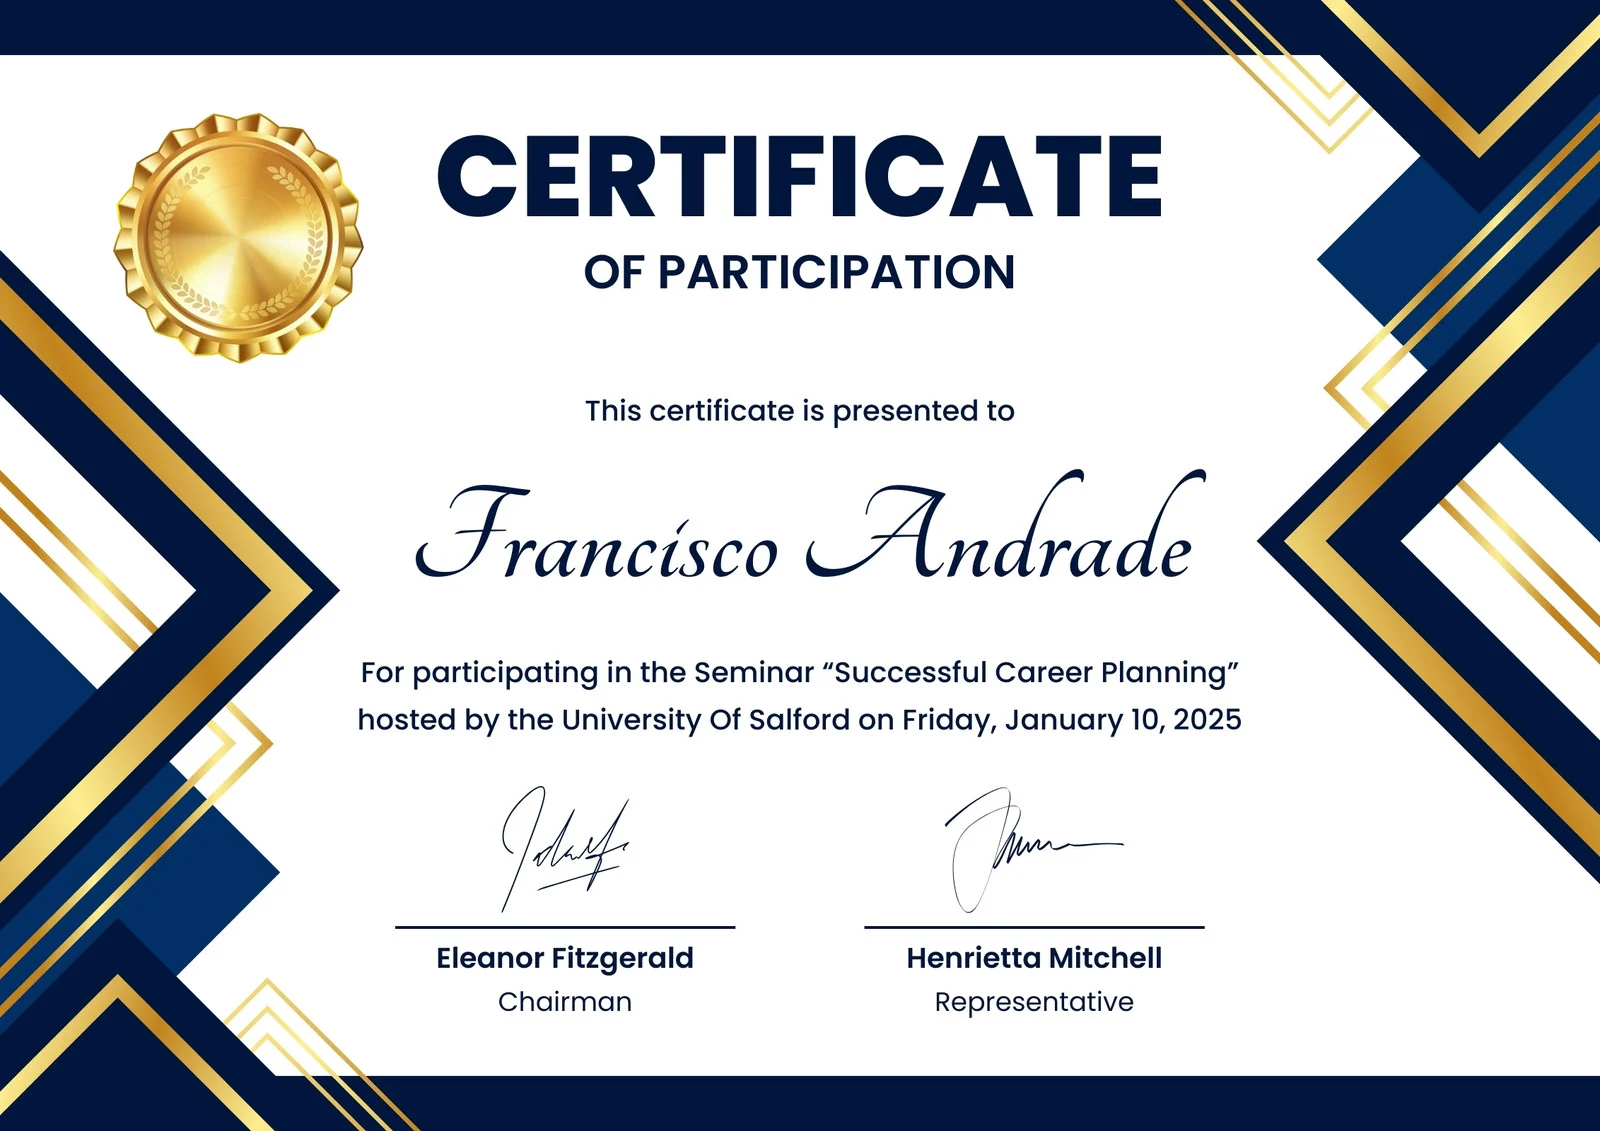 CERTIFICATE
OF PARTICIPATION
This certificate is presented to
Francisco Andrade
For participating in the Seminar “Successful Career Planning”
hosted by the University Of Salford on Friday, January 10, 2025
Eleanor Fitzgerald
Chairman
Henrietta Mitchell
Representative